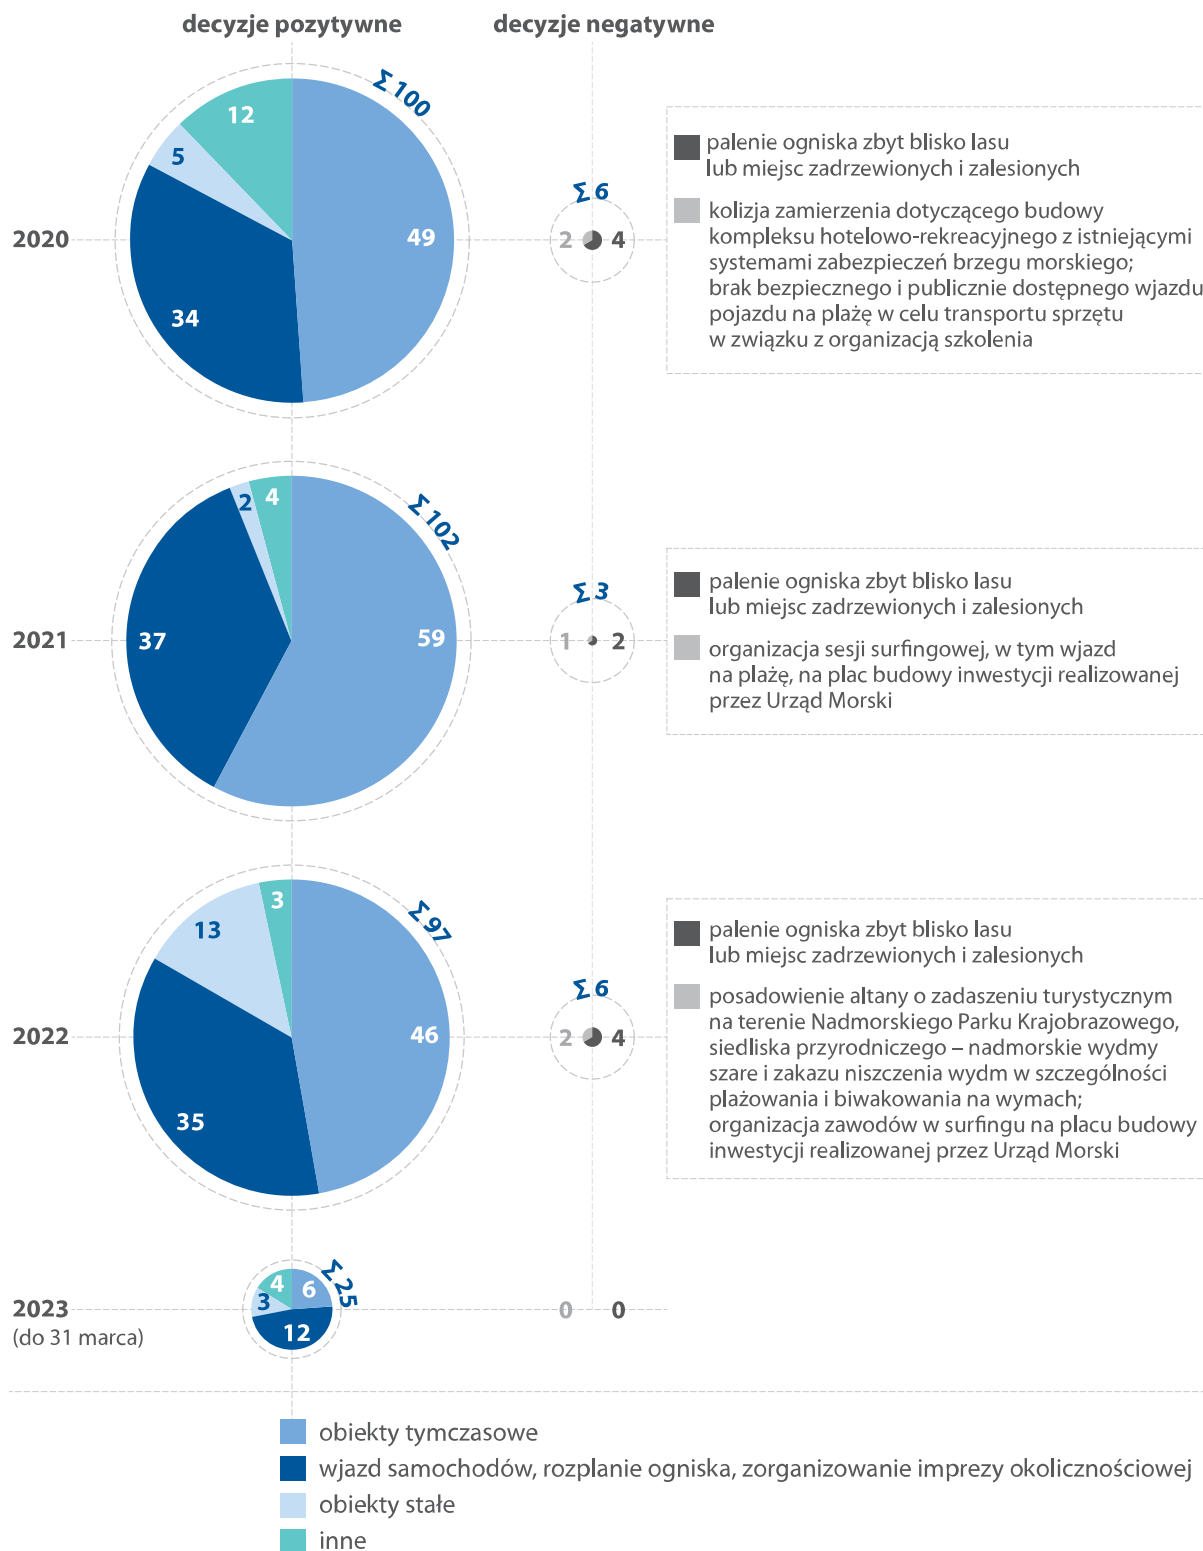 decyzje pozytywne
decyzje negatywne
2020
Σ 100
12
5
49
34
Σ 6
2
4
palenie ogniska zbyt blisko lasu
lub miejsc zadrzewionych i zalesionych
kolizja zamierzenia dotyczącego budowy
kompleksu hotelowo-rekreacyjnego z istniejącymi
systemami zabezpieczeń brzegu morskiego;
brak bezpiecznego i publicznie dostępnego wjazdu
pojazdu na plażę w celu transportu sprzętu
w związku z organizacją szkolenia
2021
Σ 102
2
4
37
59
Σ 3
1
2
palenie ogniska zbyt blisko lasu
lub miejsc zadrzewionych i zalesionych
organizacja sesji surfingowej, w tym wjazd
na plażę, na plac budowy inwestycji realizowanej
przez Urząd Morski
2022
Σ 97
3
13
46
35
Σ 6
2
4
palenie ogniska zbyt blisko lasu
lub miejsc zadrzewionych i zalesionych
posadowienie altany o zadaszeniu turystycznym
na terenie Nadmorskiego Parku Krajobrazowego,
siedliska przyrodniczego – nadmorskie wydmy
szare i zakazu niszczenia wydm w szczególności
plażowania i biwakowania na wymach;
organizacja zawodów w surfingu na placu budowy
inwestycji realizowanej przez Urząd Morski
2023
(do 31 marca)
Σ 25
4
6
3
12
0
0
obiekty tymczasowe
wjazd samochodów, rozplanie ogniska, zorganizowanie imprezy okolicznościowej
obiekty stałe
inne